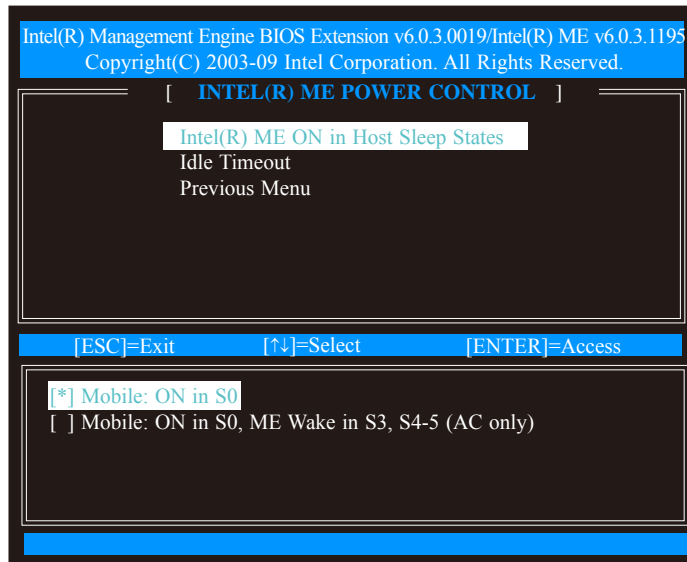 Intel(R) Management Engine BIOS Extension v6.0.3.0019/Intel(R) ME v6.0.3.1195
Copyright(C) 2003-09 Intel Corporation. All Rights Reserved.
[ INTEL(R) ME POWER CONTROL ]
Intel(R) ME ON in Host Sleep States
Idle Timeout
Previous Menu
[ESC]=Exit [↑↓]=Select [ENTER]=Access
[*] Mobile: ON in S0
[ ] Mobile: ON in S0, ME Wake in S3, S4-5 (AC only)